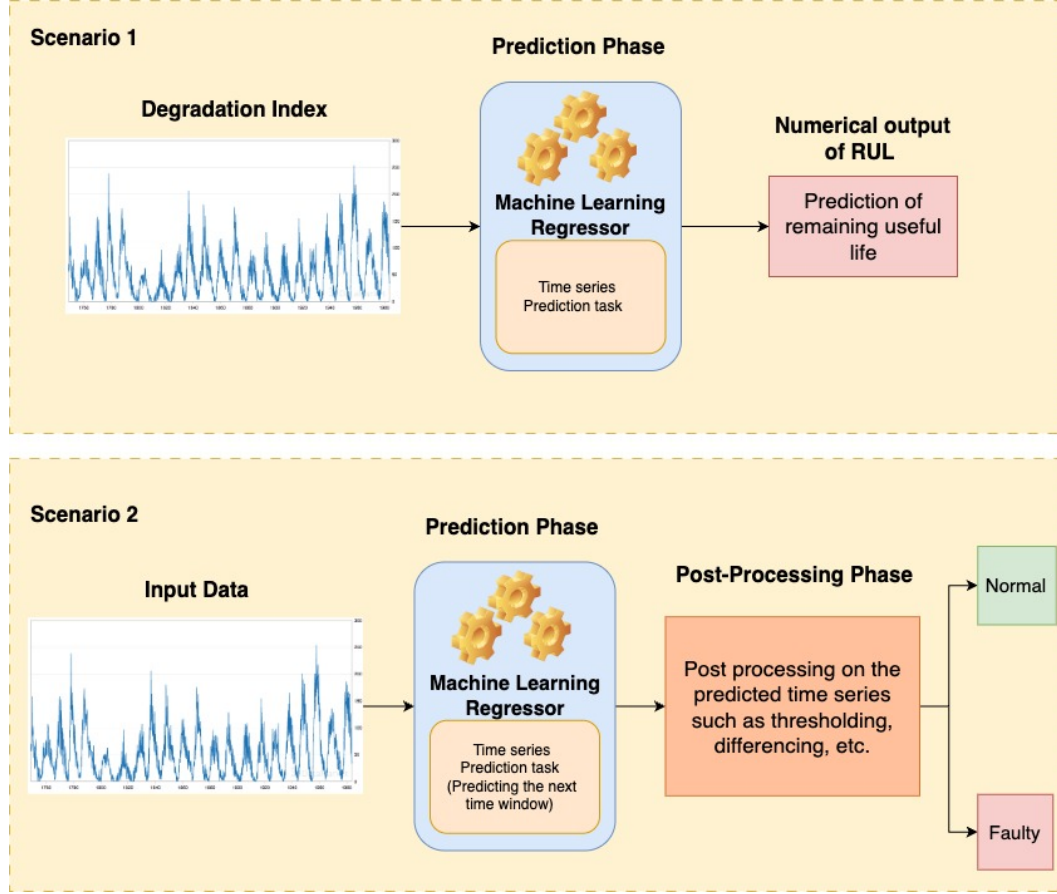 Scenario 1
Prediction Phase
Degradation Index
Machine Learning
Regressor
Time series
Prediction task
Numerical output
of RUL
Prediction of
remaining useful
life
Scenario 2
Prediction Phase
Input Data
Machine Learning
Regressor
Time series
Prediction task
(Predicting the next
time window)
Post-Processing Phase
Post processing on the
predicted time series
such as thresholding,
differencing, etc.
Normal
Faulty